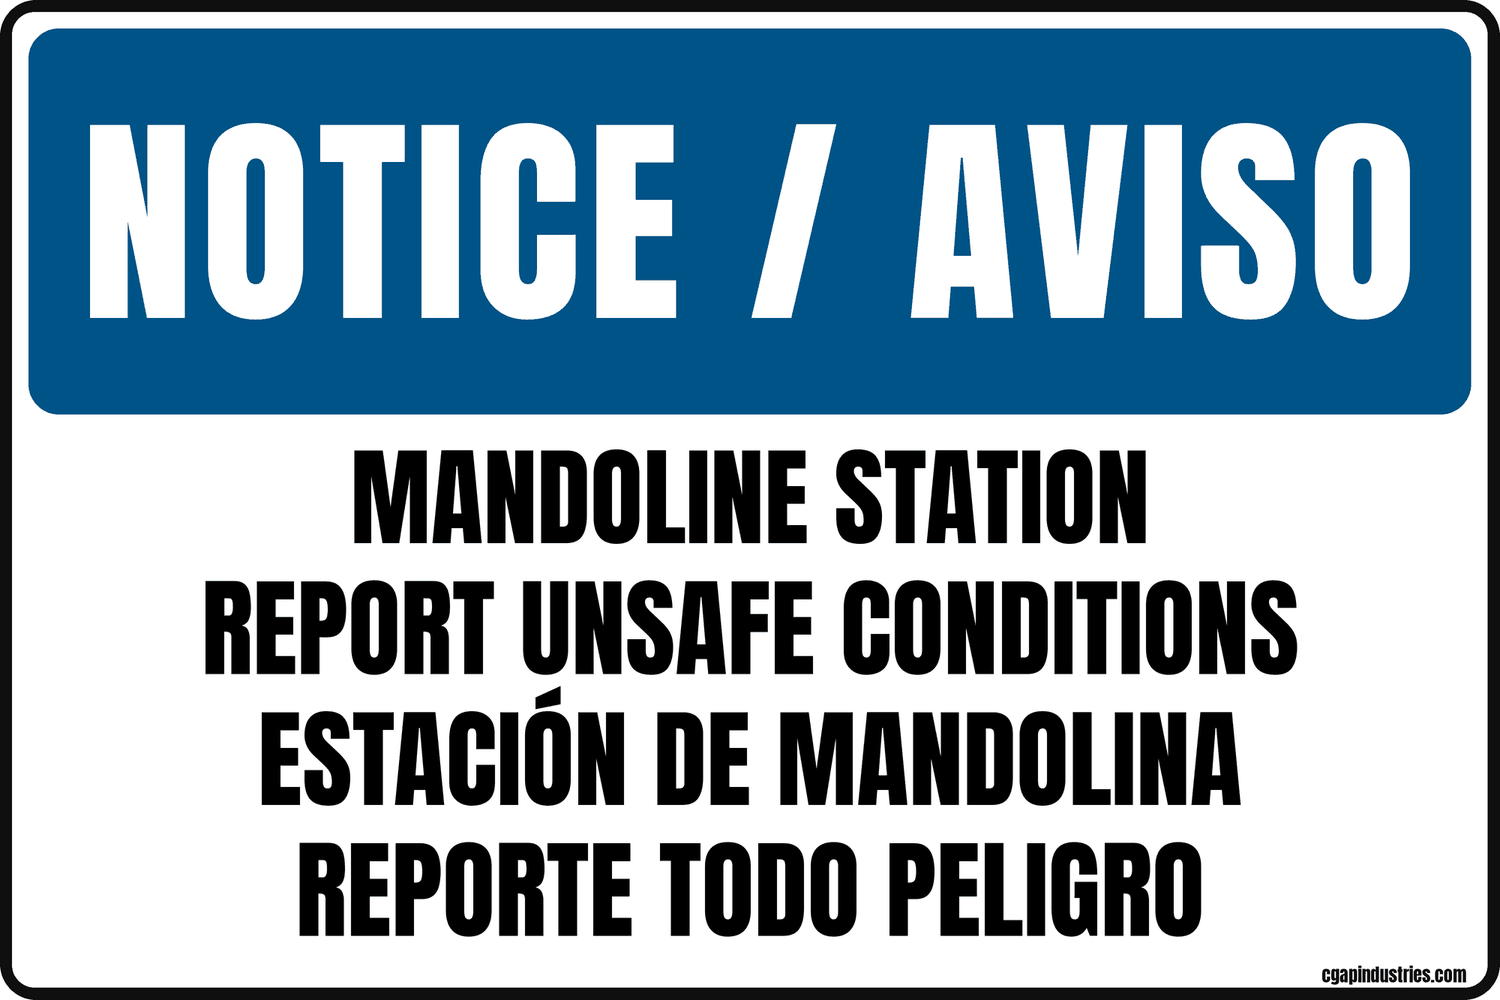 NOTICE / AVISO
MANDOLINE STATION
REPORT UNSAFE CONDITIONS
ESTACIÓN DE MANDOLINA
REPORTE TODO PELIGRO
cgapindustries.com